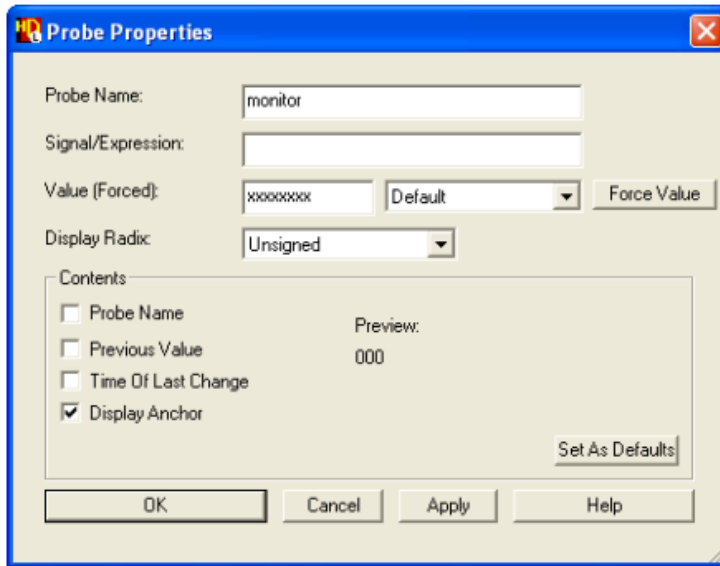 Probe Properties
Probe Name:
monitor
Signal/Expression:
Value (Forced):
xxxxxxxx
Default
Force Value
Display Radix:
Unsigned
Contents
Probe Name
Previous Value
Time Of Last Change
Display Anchor
Preview:
000
Set As Defaults
OK
Cancel
Apply
Help